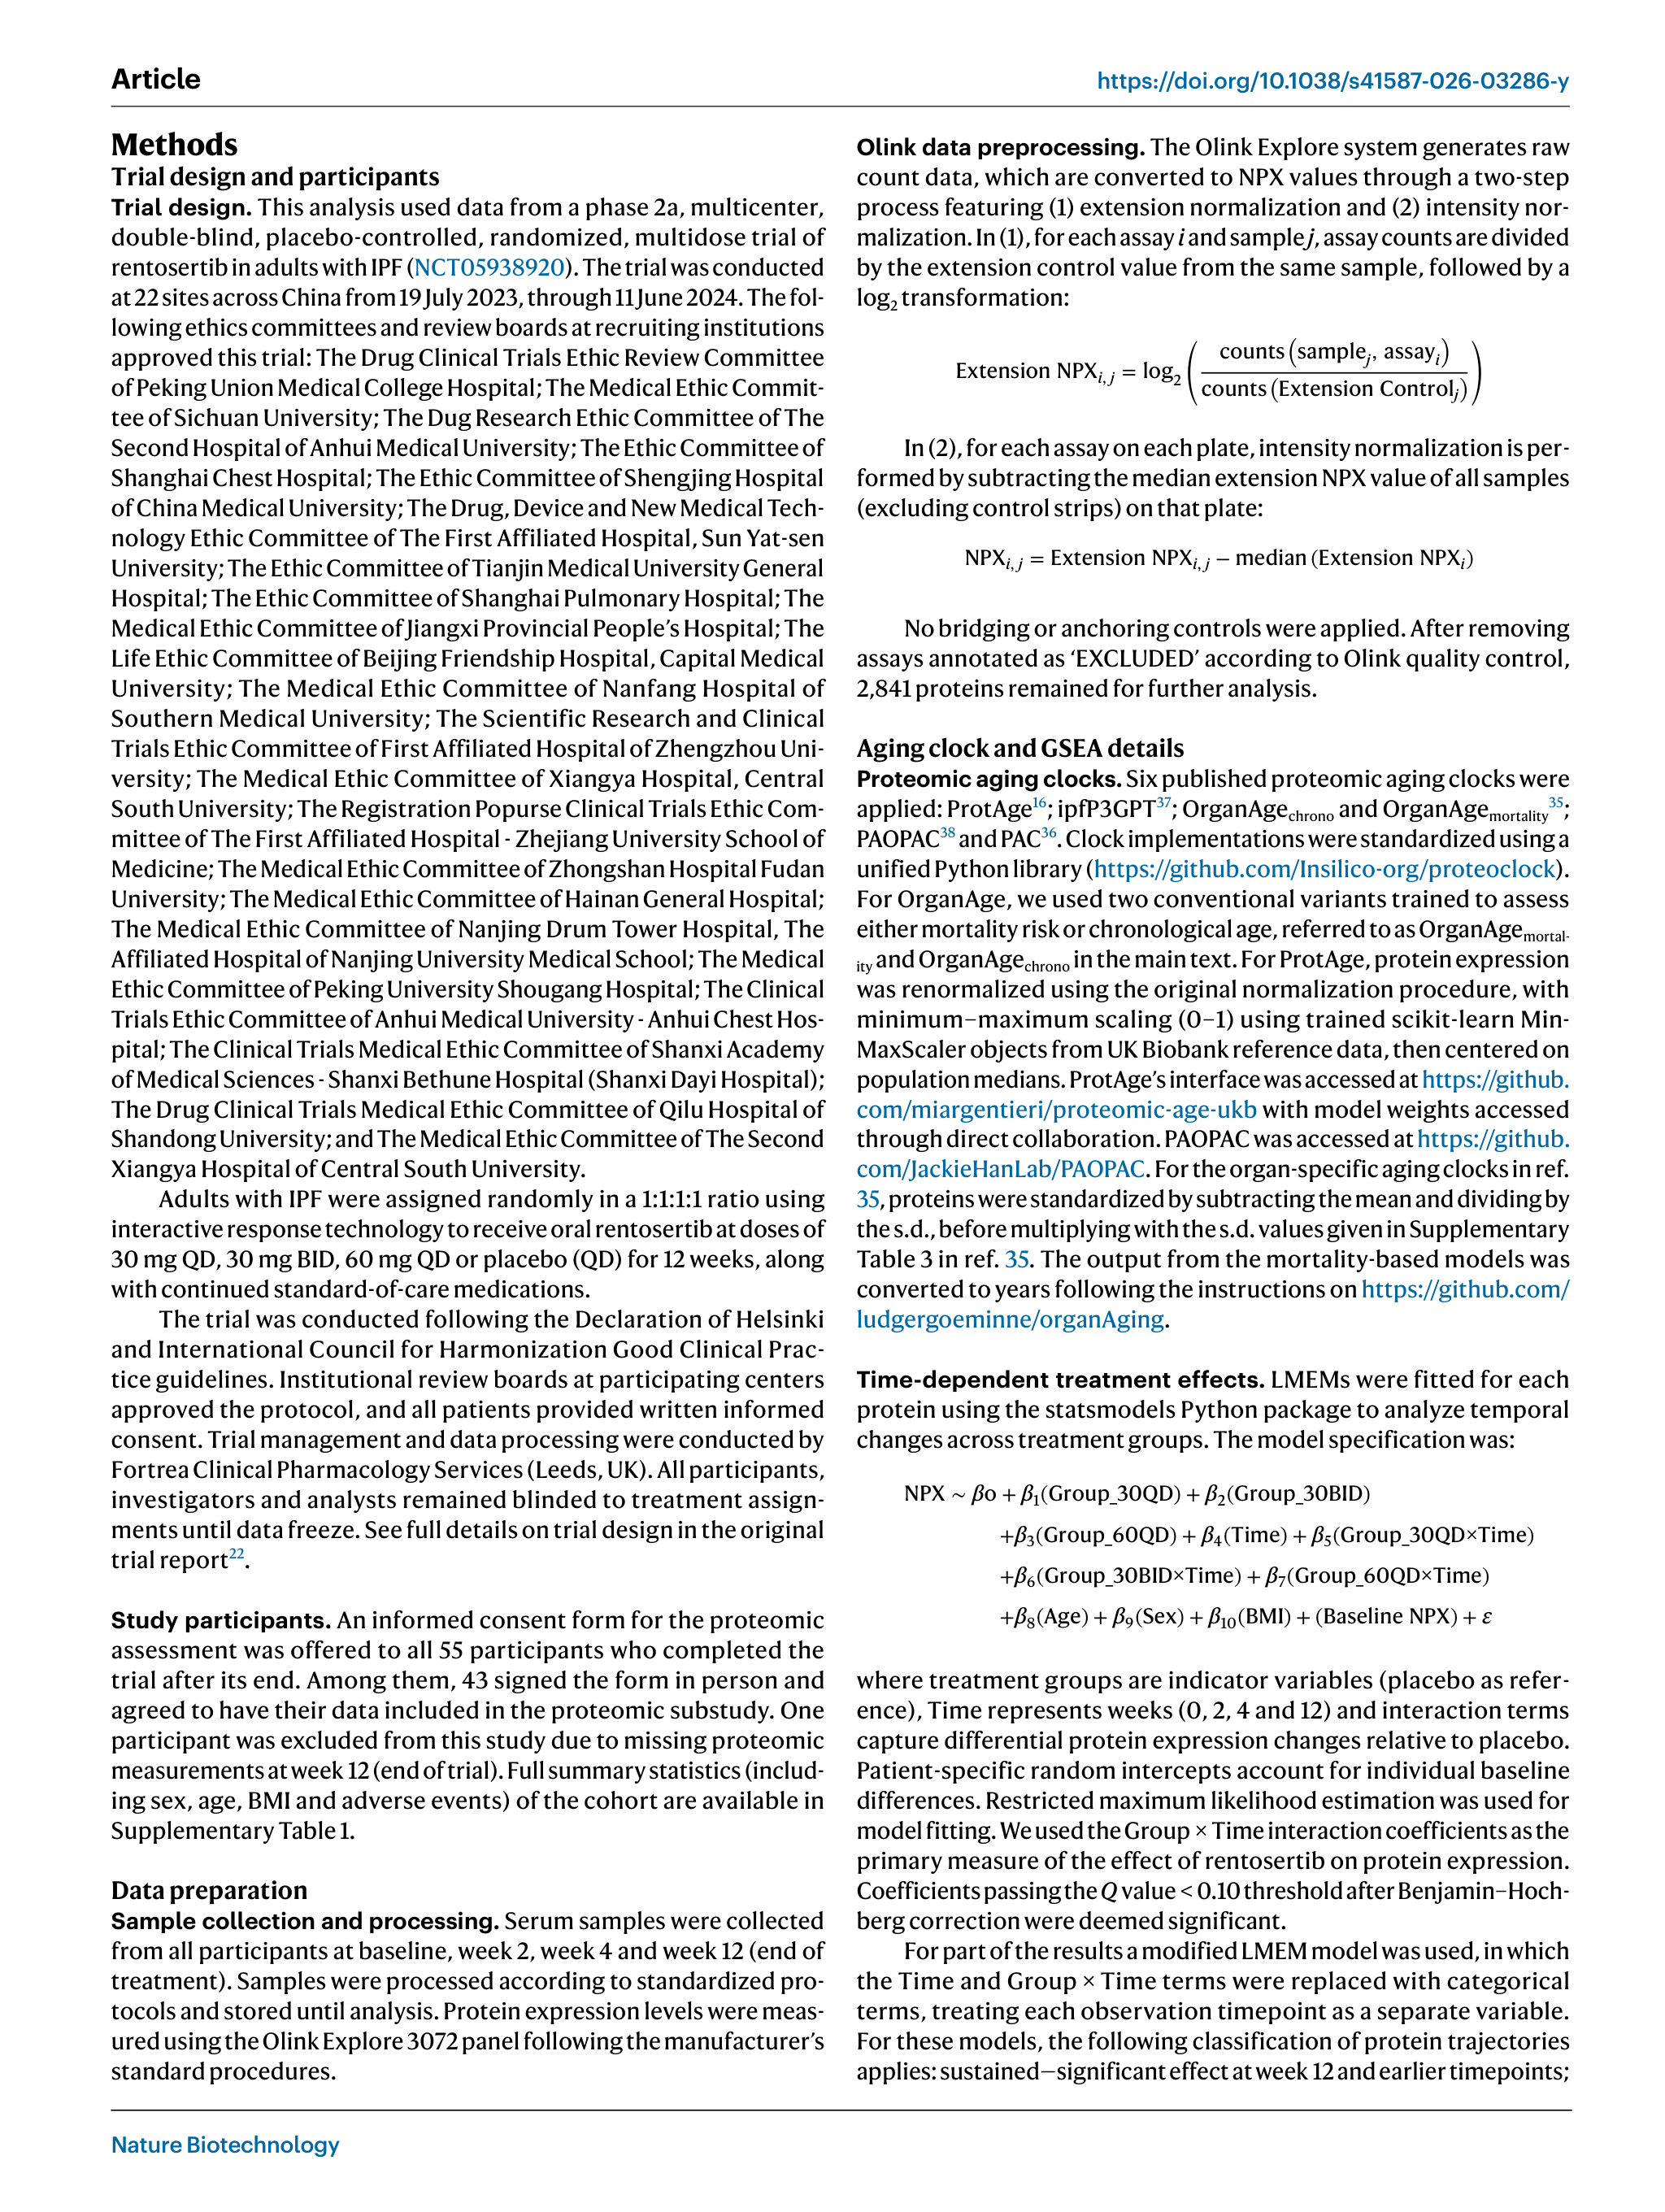 Article
https://doi.org/10.1038/s41587-026-03286-y
Methods
Trial design and participants
Trial design. This analysis used data from a phase 2a, multicenter,
double-blind, placebo-controlled, randomized, multidose trial of
rentosertib in adults with IPF (NCT05938920). The trial was conducted
at 22 sites across China from 19 July 2023, through 11 June 2024. The fol-
lowing ethics committees and review boards at recruiting institutions
approved this trial: The Drug Clinical Trials Ethic Review Committee
of Peking Union Medical College Hospital; The Medical Ethic Commit-
tee of Sichuan University; The Dug Research Ethic Committee of The
Second Hospital of Anhui Medical University; The Ethic Committee of
Shanghai Chest Hospital; The Ethic Committee of Shengjing Hospital
of China Medical University; The Drug, Device and New Medical Tech-
nology Ethic Committee of The First Affiliated Hospital, Sun Yat-sen
University; The Ethic Committee of Tianjin Medical University General
Hospital; The Ethic Committee of Shanghai Pulmonary Hospital; The
Medical Ethic Committee of Jiangxi Provincial People's Hospital; The
Life Ethic Committee of Beijing Friendship Hospital, Capital Medical
University; The Medical Ethic Committee of Nanfang Hospital of
Southern Medical University; The Scientific Research and Clinical
Trials Ethic Committee of First Affiliated Hospital of Zhengzhou Uni-
versity; The Medical Ethic Committee of Xiangya Hospital, Central
South University; The Registration Popurse Clinical Trials Ethic Com-
mittee of The First Affiliated Hospital - Zhejiang University School of
Medicine; The Medical Ethic Committee of Zhongshan Hospital Fudan
University; The Medical Ethic Committee of Hainan General Hospital;
The Medical Ethic Committee of Nanjing Drum Tower Hospital, The
Affiliated Hospital of Nanjing University Medical School; The Medical
Ethic Committee of Peking University Shougang Hospital; The Clinical
Trials Ethic Committee of Anhui Medical University - Anhui Chest Hos-
pital; The Clinical Trials Medical Ethic Committee of Shanxi Academy
of Medical Sciences - Shanxi Bethune Hospital (Shanxi Dayi Hospital);
The Drug Clinical Trials Medical Ethic Committee of Qilu Hospital of
Shandong University; and The Medical Ethic Committee of The Second
Xiangya Hospital of Central South University.
Adults with IPF were assigned randomly in a 1:1:1:1 ratio using
interactive response technology to receive oral rentosertib at doses of
30 mg QD, 30 mg BID, 60 mg QD or placebo (QD) for 12 weeks, along
with continued standard-of-care medications.
The trial was conducted following the Declaration of Helsinki
and International Council for Harmonization Good Clinical Prac-
tice guidelines. Institutional review boards at participating centers
approved the protocol, and all patients provided written informed
consent. Trial management and data processing were conducted by
Fortrea Clinical Pharmacology Services (Leeds, UK). All participants,
investigators and analysts remained blinded to treatment assign-
ments until data freeze. See full details on trial design in the original
trial report²².
Study participants. An informed consent form for the proteomic
assessment was offered to all 55 participants who completed the
trial after its end. Among them, 43 signed the form in person and
agreed to have their data included in the proteomic substudy. One
participant was excluded from this study due to missing proteomic
measurements at week 12 (end of trial). Full summary statistics (includ-
ing sex, age, BMI and adverse events) of the cohort are available in
Supplementary Table 1.
Data preparation
Sample collection and processing. Serum samples were collected
from all participants at baseline, week 2, week 4 and week 12 (end of
treatment). Samples were processed according to standardized pro-
tocols and stored until analysis. Protein expression levels were meas-
ured using the Olink Explore 3072 panel following the manufacturer's
standard procedures.
Olink data preprocessing. The Olink Explore system generates raw
count data, which are converted to NPX values through a two-step
process featuring (1) extension normalization and (2) intensity nor-
malization. In (1), for each assay i and sample j, assay counts are divided
by the extension control value from the same sample, followed by a
log₂ transformation:
Extension NPX_{i,j} = log₂ (counts (sample_j, assay_i) / counts (Extension Control_j))
In (2), for each assay on each plate, intensity normalization is per-
formed by subtracting the median extension NPX value of all samples
(excluding control strips) on that plate:
NPX_{i,j} = Extension NPX_{i,j} − median (Extension NPX_i)
No bridging or anchoring controls were applied. After removing
assays annotated as ‘EXCLUDED’ according to Olink quality control,
2,841 proteins remained for further analysis.
Aging clock and GSEA details
Proteomic aging clocks. Six published proteomic aging clocks were
applied: ProtAge¹⁶; ipfP3GPT³⁷; OrganAge_chrono and OrganAge_mortality³⁵;
PAOPAC³⁸ and PAC³⁶. Clock implementations were standardized using a
unified Python library (https://github.com/Insilico-org/proteoclock).
For OrganAge, we used two conventional variants trained to assess
either mortality risk or chronological age, referred to as OrganAge_mortal-
ity and OrganAge_chrono in the main text. For ProtAge, protein expression
was renormalized using the original normalization procedure, with
minimum–maximum scaling (0–1) using trained scikit-learn Min-
MaxScaler objects from UK Biobank reference data, then centered on
population medians. ProtAge's interface was accessed at https://github.
com/miargentieri/proteomic-age-ukb with model weights accessed
through direct collaboration. PAOPAC was accessed at https://github.
com/JackieHanLab/PAOPAC. For the organ-specific aging clocks in ref.
35, proteins were standardized by subtracting the mean and dividing by
the s.d., before multiplying with the s.d. values given in Supplementary
Table 3 in ref. 35. The output from the mortality-based models was
converted to years following the instructions on https://github.com/
ludgergoeminne/organAging.
Time-dependent treatment effects. LMEMs were fitted for each
protein using the statsmodels Python package to analyze temporal
changes across treatment groups. The model specification was:
NPX ~ βo + β₁(Group_30QD) + β₂(Group_30BID)
+β₃(Group_60QD) + β₄(Time) + β₅(Group_30QD×Time)
+β₆(Group_30BID×Time) + β₇(Group_60QD×Time)
+β₈(Age) + β₉(Sex) + β₁₀(BMI) + (Baseline NPX) + ε
where treatment groups are indicator variables (placebo as refer-
ence), Time represents weeks (0, 2, 4 and 12) and interaction terms
capture differential protein expression changes relative to placebo.
Patient-specific random intercepts account for individual baseline
differences. Restricted maximum likelihood estimation was used for
model fitting. We used the Group × Time interaction coefficients as the
primary measure of the effect of rentosertib on protein expression.
Coefficients passing the Q value < 0.10 threshold after Benjamin–Hoch-
berg correction were deemed significant.
For part of the results a modified LMEM model was used, in which
the Time and Group × Time terms were replaced with categorical
terms, treating each observation timepoint as a separate variable.
For these models, the following classification of protein trajectories
applies: sustained—significant effect at week 12 and earlier timepoints;
Nature Biotechnology